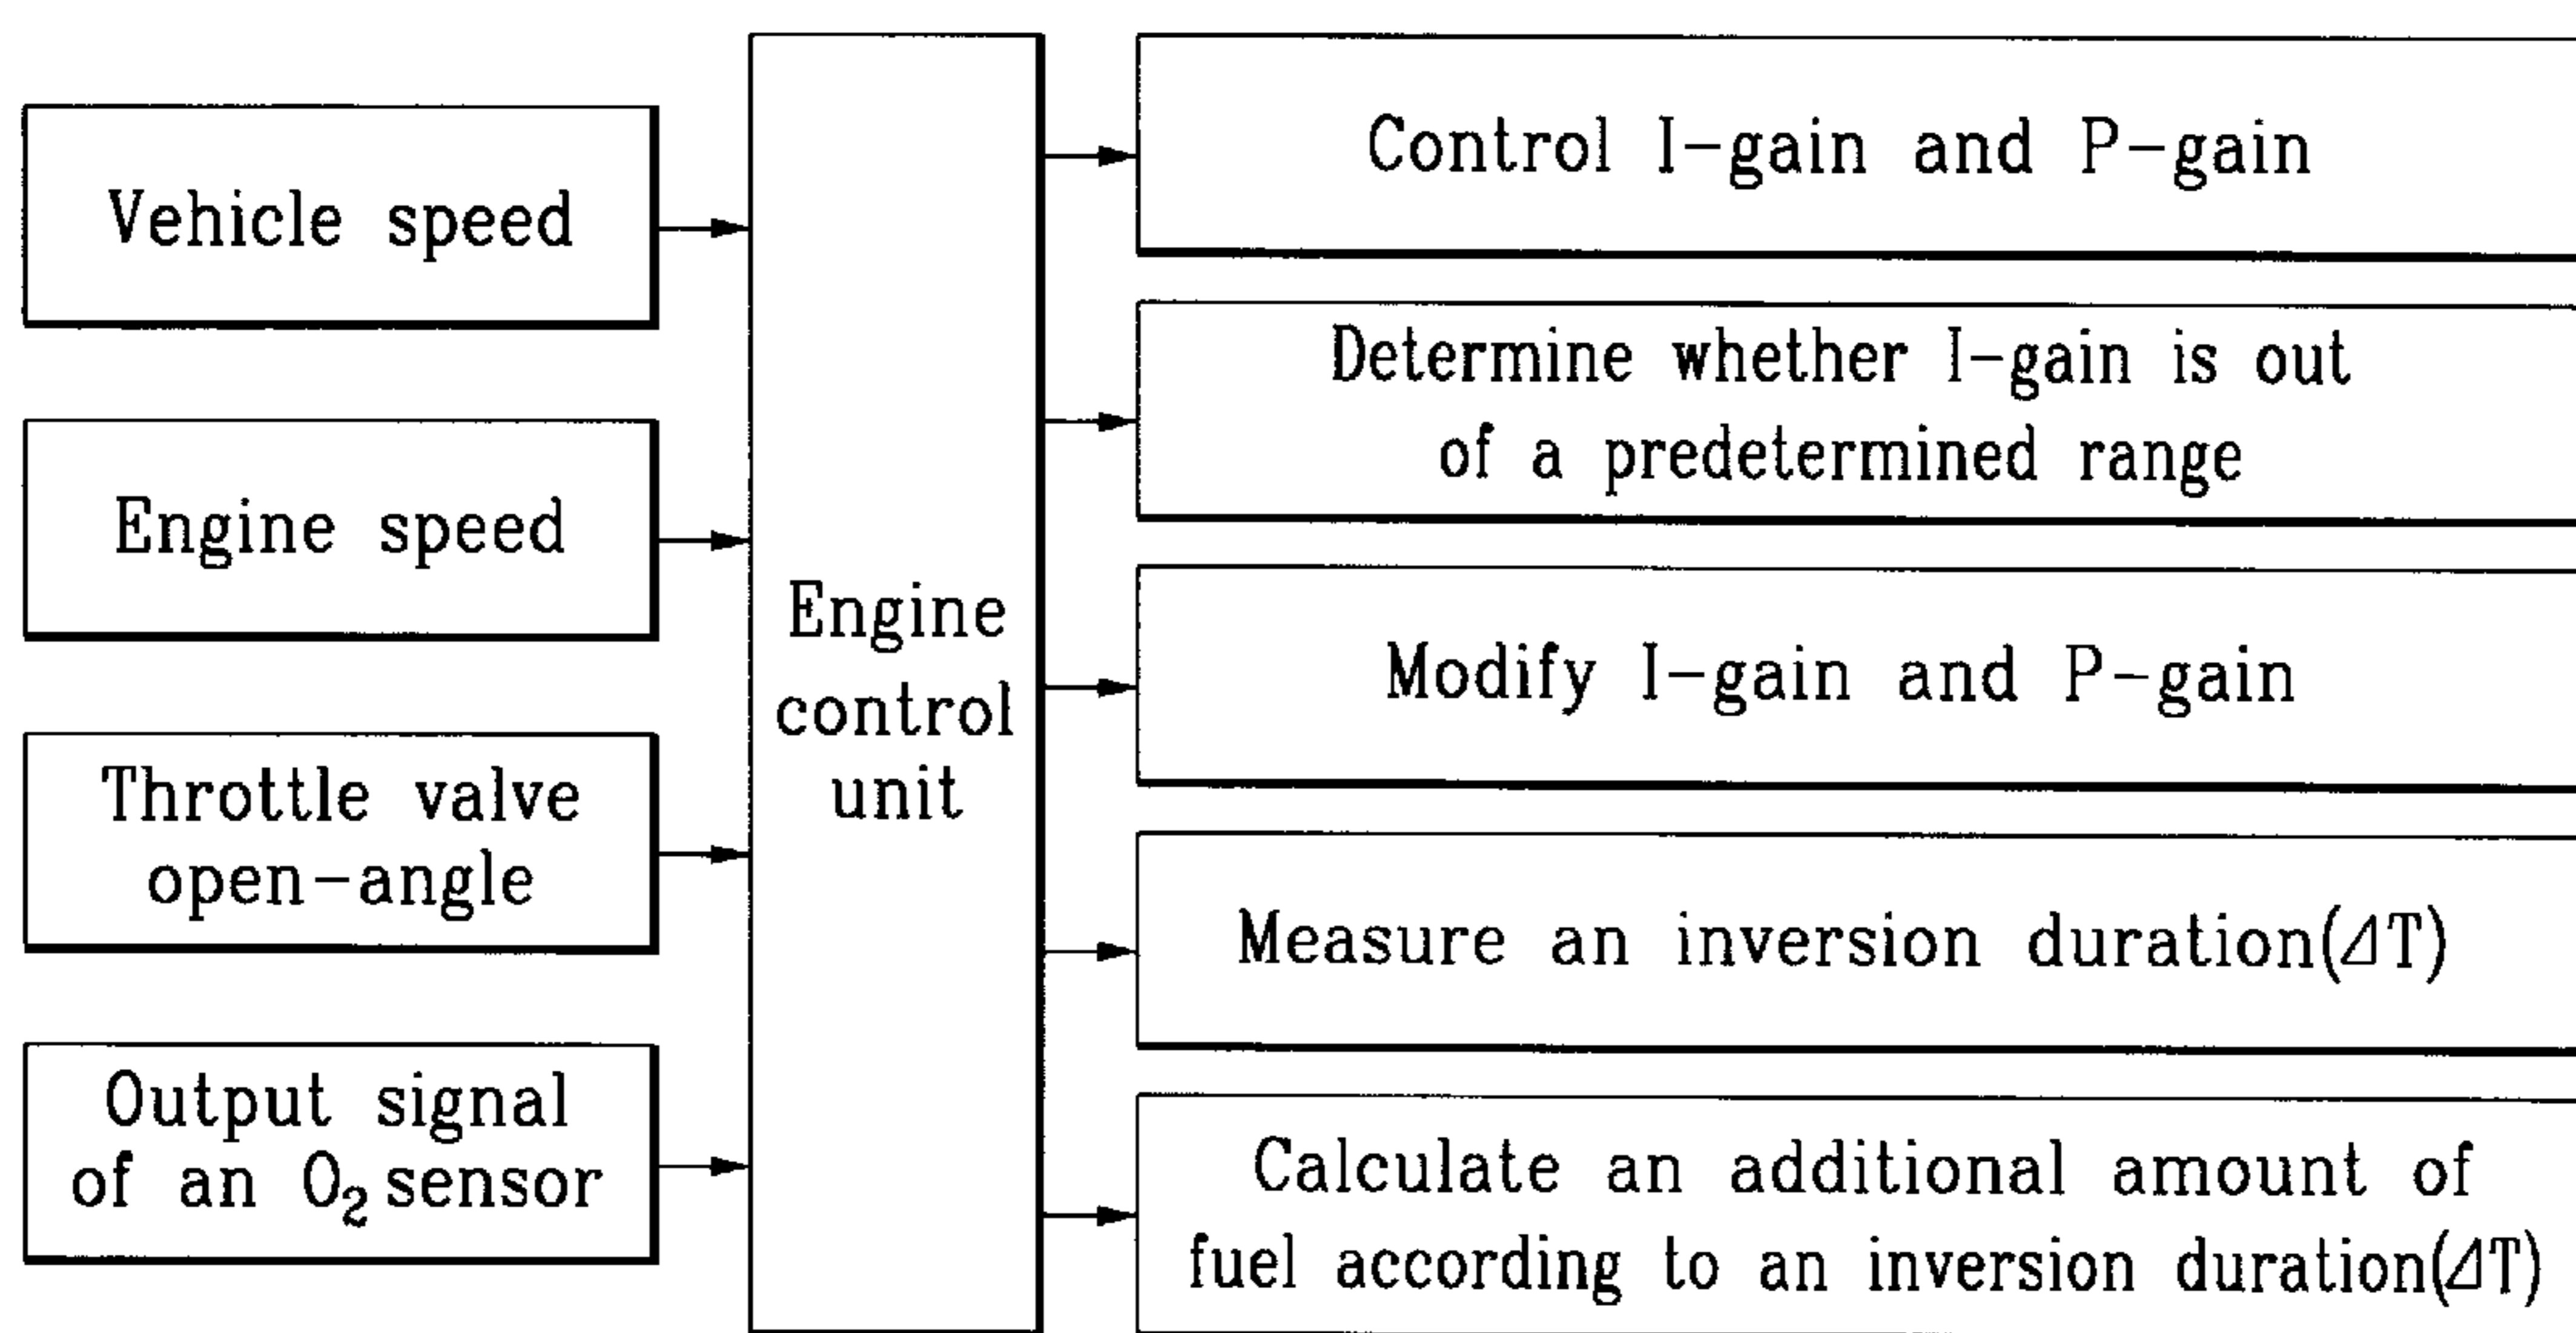 Vehicle speed
Engine speed
Throttle valve
open-angle
Output signal
of an O₂ sensor
Engine
control
unit
Control I-gain and P-gain
Determine whether I-gain is out
of a predetermined range
Modify I-gain and P-gain
Measure an inversion duration(⊿T)
Calculate an additional amount of
fuel according to an inversion duration(⊿T)